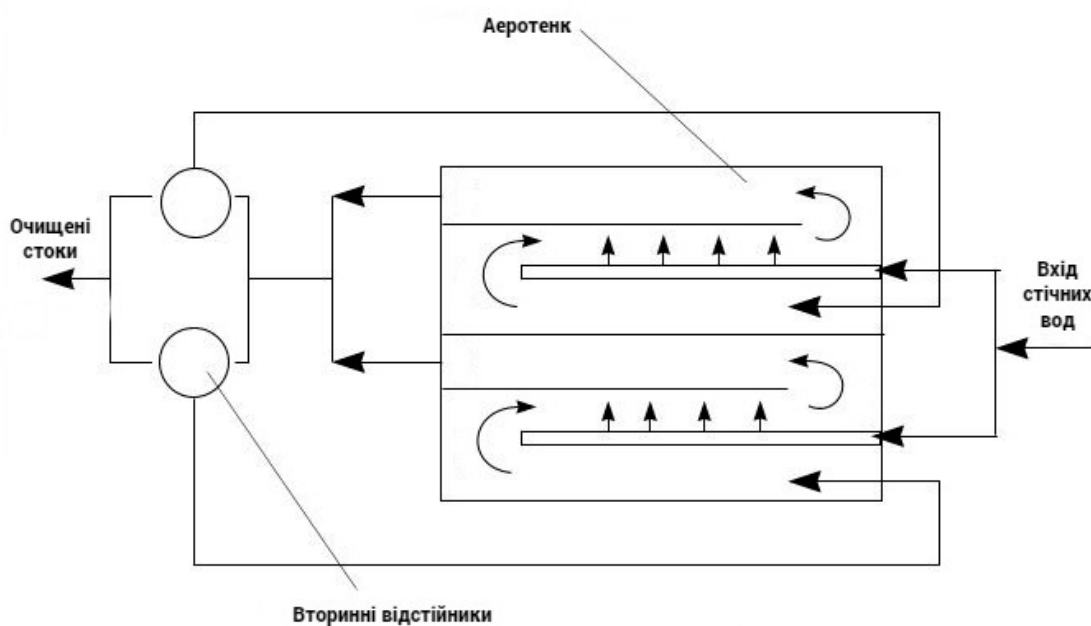 Аеротенк
Очищені
стоки
Вхід
стічних
вод
Вторинні відстійники